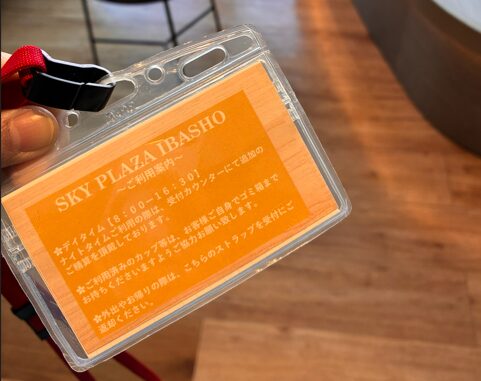 SKY PLAZA IBASHO
～ご利用案内～
★デイタイム【8:00ー16:30】
ナイトタイムご利用の際は、受付カウンターにて追加の
ご精算を頂戴しております。
★ご利用済みのカップ等は、お客様ご自身でゴミ箱まで
お持ちくださいますようご協力お願い致します。
★外出やお帰りの際は、こちらのストラップを受付にご
返却ください。